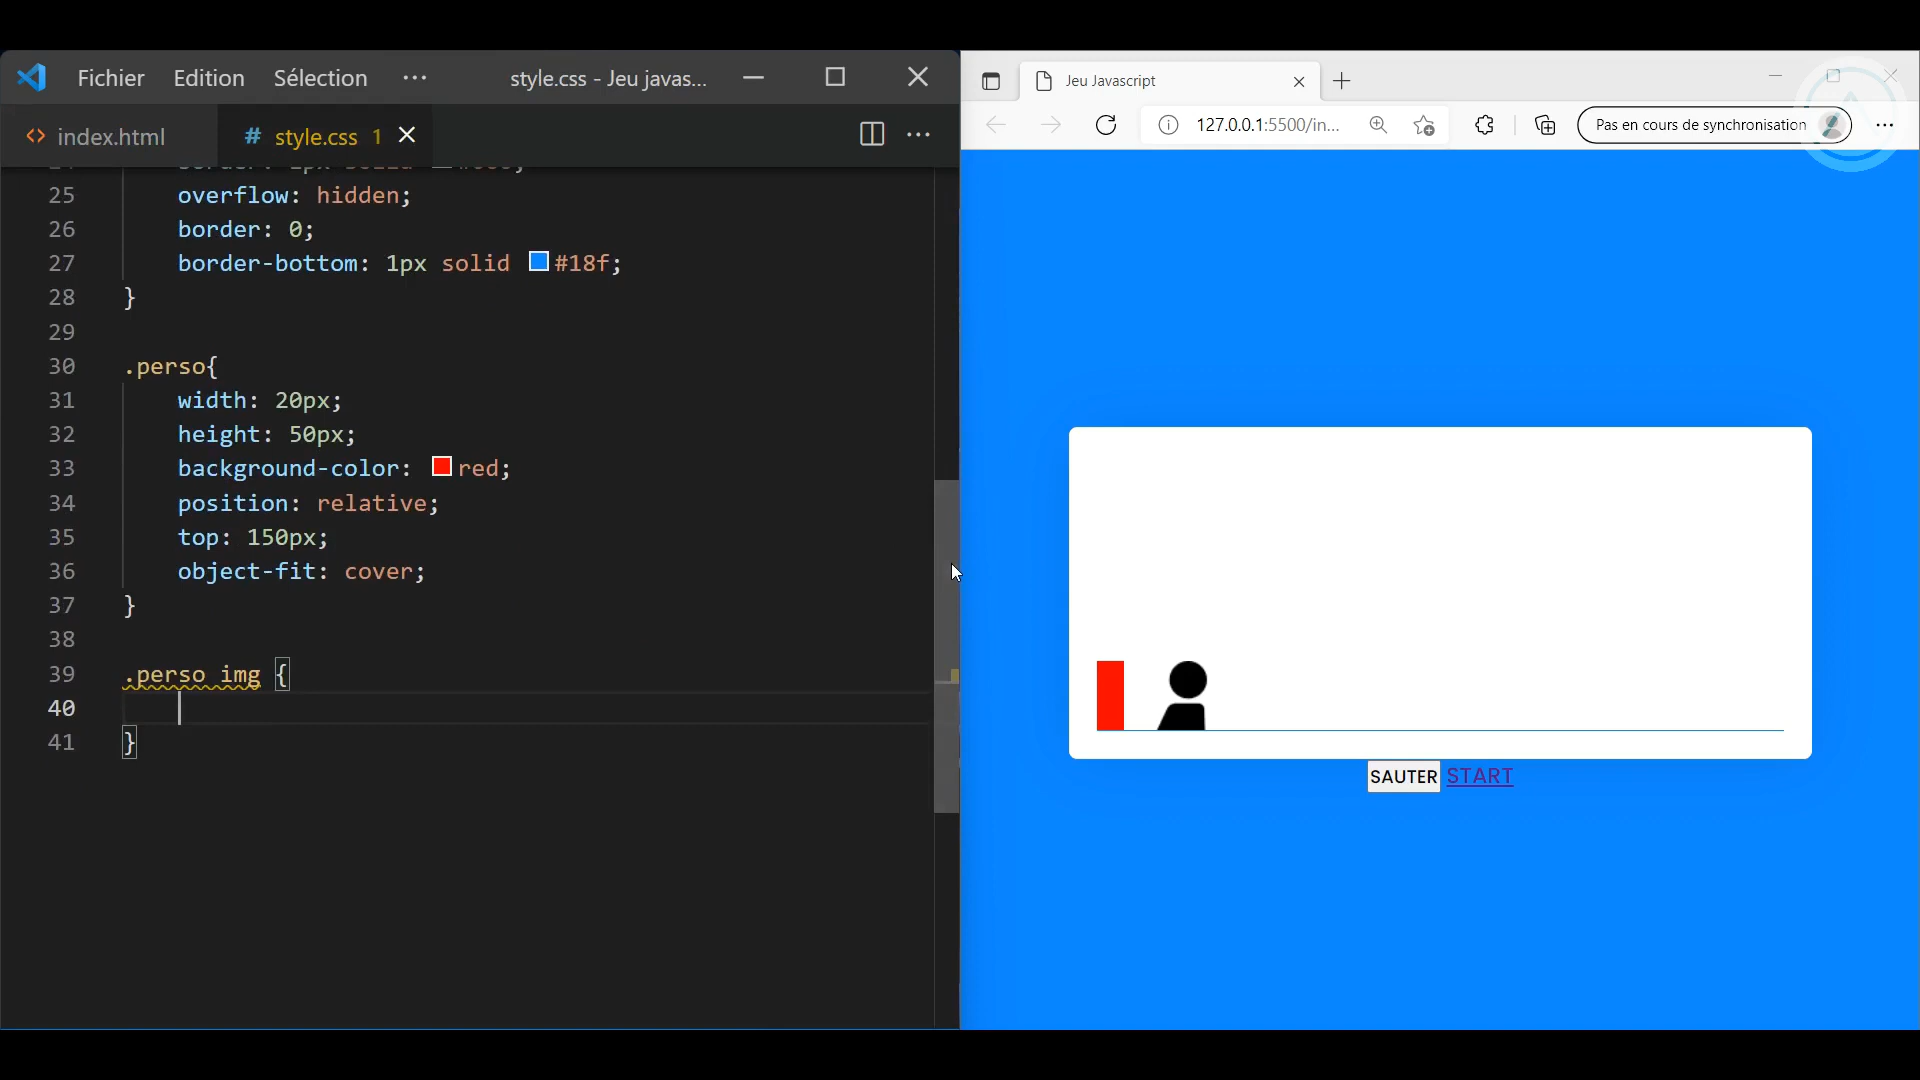 Fichier Edition Sélection ··· style.css - Jeu javas...
index.html # style.css 1
25 overflow: hidden;
26 border: 0;
27 border-bottom: 1px solid #18f;
28 }
29
30 .perso{
31 width: 20px;
32 height: 50px;
33 background-color: red;
34 position: relative;
35 top: 150px;
36 object-fit: cover;
37 }
38
39 .perso img {
40
41 }
Jeu Javascript
127.0.0.1:5500/in... Pas en cours de synchronisation
SAUTER START